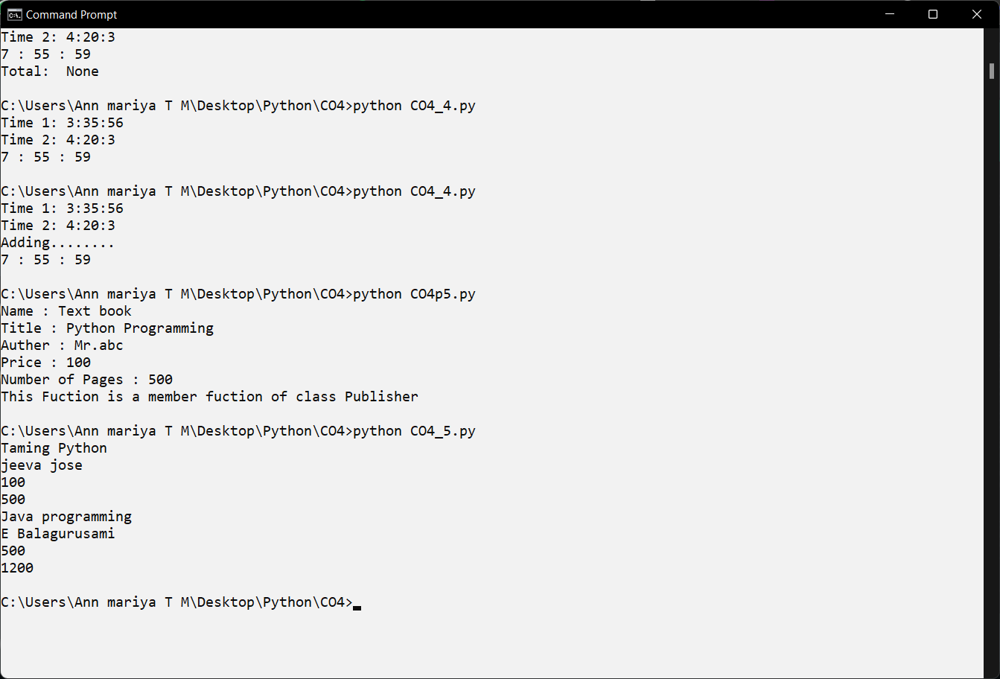 Command Prompt
Time 2: 4:20:3
7 : 55 : 59
Total:  None
C:\Users\Ann mariya T M\Desktop\Python\CO4>python CO4_4.py
Time 1: 3:35:56
Time 2: 4:20:3
7 : 55 : 59
C:\Users\Ann mariya T M\Desktop\Python\CO4>python CO4_4.py
Time 1: 3:35:56
Time 2: 4:20:3
Adding........
7 : 55 : 59
C:\Users\Ann mariya T M\Desktop\Python\CO4>python CO4p5.py
Name : Text book
Title : Python Programming
Auther : Mr.abc
Price : 100
Number of Pages : 500
This Fuction is a member fuction of class Publisher
C:\Users\Ann mariya T M\Desktop\Python\CO4>python CO4_5.py
Taming Python
jeeva jose
100
500
Java programming
E Balagurusami
500
1200
C:\Users\Ann mariya T M\Desktop\Python\CO4>